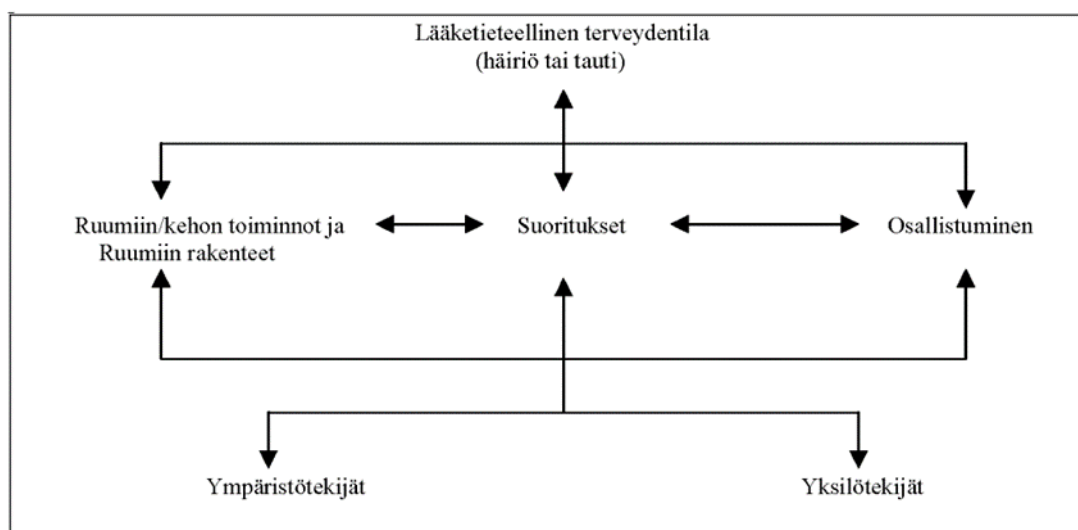 Lääketieteellinen terveydentila
(häiriö tai tauti)
Ruumiin/kehon toiminnot ja
Ruumiin rakenteet
Suoritukset
Osallistuminen
Ympäristötekijät
Yksilötekijät